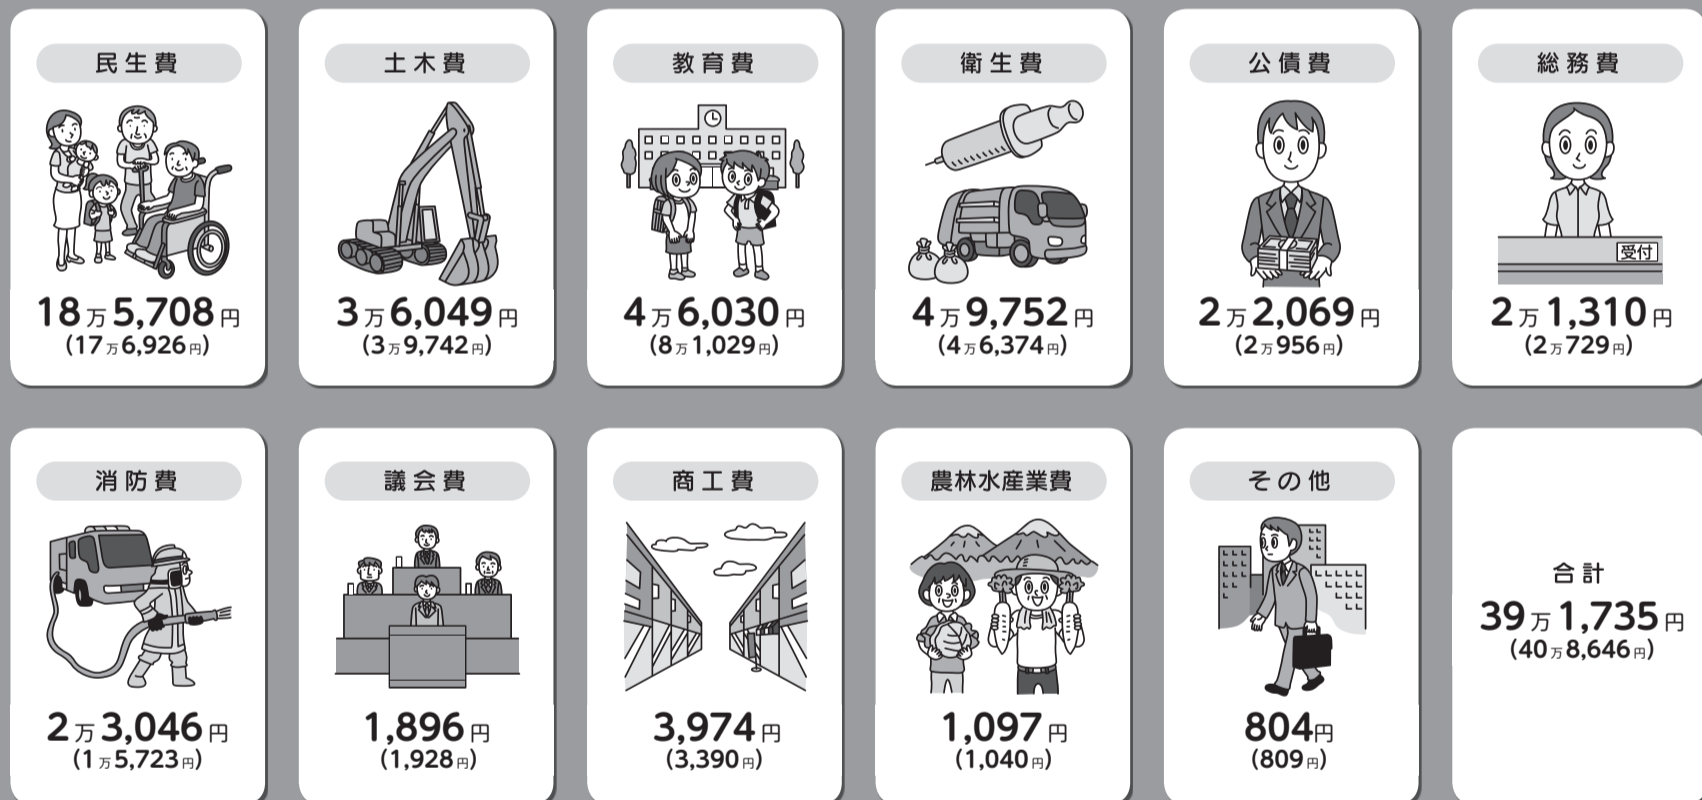 民生費
18万5,708円
(17万6,926円)
土木費
3万6,049円
(3万9,742円)
教育費
4万6,030円
(8万1,029円)
衛生費
4万9,752円
(4万6,374円)
公債費
2万2,069円
(2万956円)
総務費
受付
2万1,310円
(2万729円)
消防費
2万3,046円
(1万5,723円)
議会費
1,896円
(1,928円)
商工費
3,974円
(3,390円)
農林水産業費
1,097円
(1,040円)
その他
804円
(809円)
合計
39万1,735円
(40万8,646円)